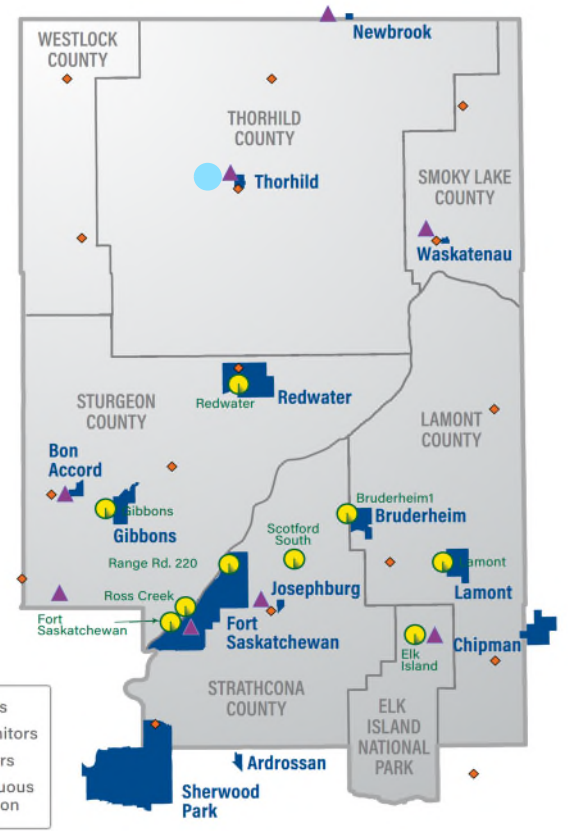 Newbrook
WESTLOCK
COUNTY
THORHILD
COUNTY
Thorhild
SMOKY LAKE
COUNTY
Waskatenau
Redwater
Redwater
STURGEON
COUNTY
LAMONT
COUNTY
Bon
Accord
Gibbons
Gibbons
Bruderheim1
Bruderheim
Scotford
South
Range Rd. 220
amont
Lamont
Josephburg
Ross Creek
Fort
Saskatchewan
Fort
Saskatchewan
Elk
Island
Chipman
STRATHCONA
COUNTY
ELK
ISLAND
NATIONAL
PARK
Ardrossan
Sherwood
Park
s
nitors
rs
uous
on